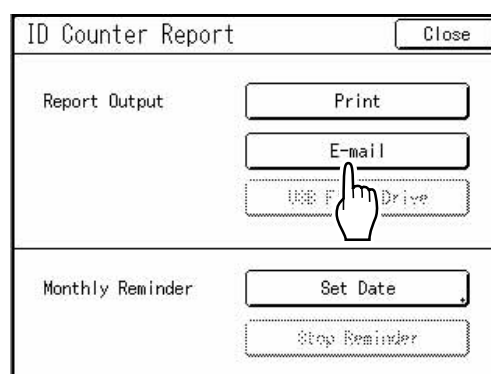 ID Counter Report Close
Report Output Print
E-mail
USB F Drive
Monthly Reminder Set Date
Stop Reminder